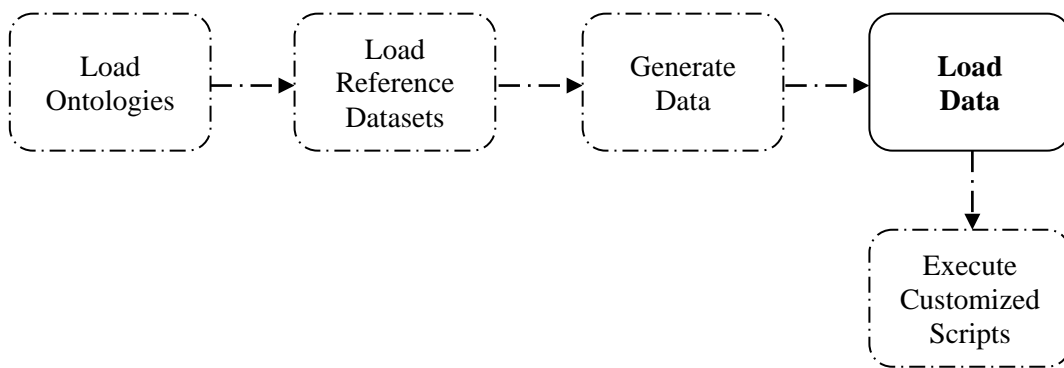 Load
Ontologies
Load
Reference
Datasets
Generate
Data
Load
Data
Execute
Customized
Scripts